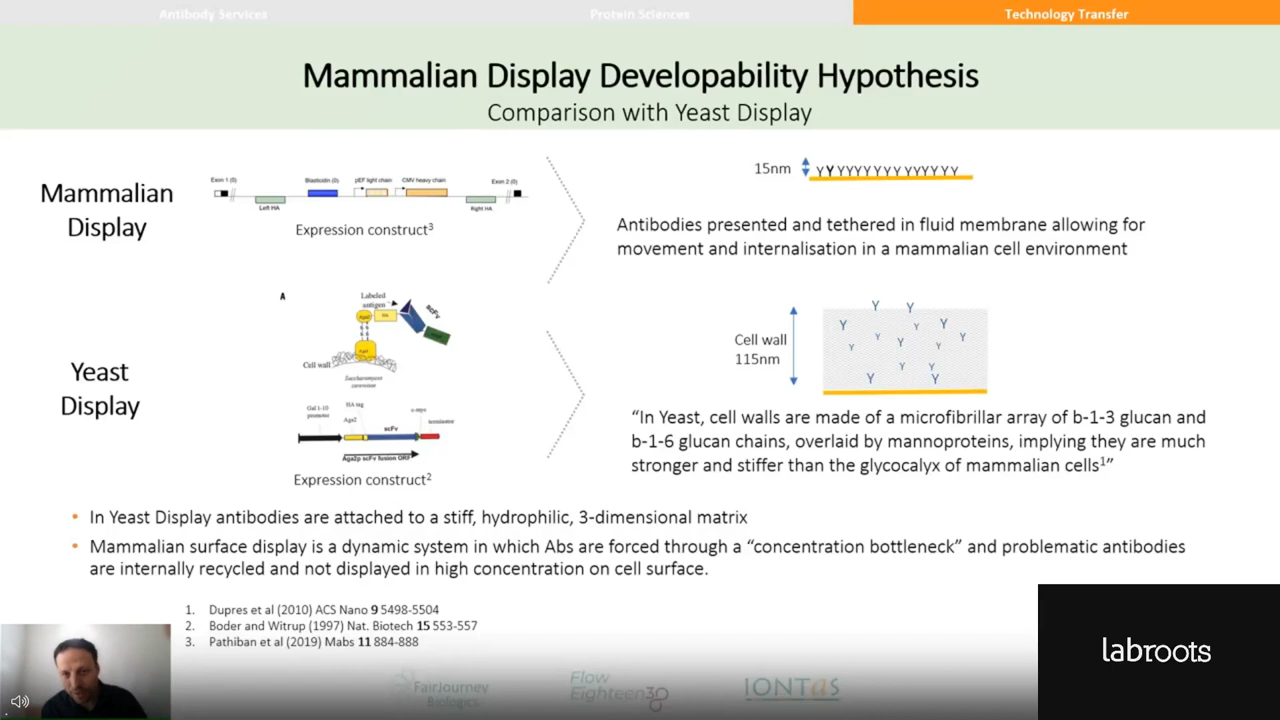 Antibody Services
Protein Sciences
Technology Transfer
Mammalian Display Developability Hypothesis
Comparison with Yeast Display
Mammalian
Display
Exon 1 (0)
Blasticidin (0)
pEF light chain
CMV heavy chain
Exon 2 (0)
Left HA
Right HA
Expression construct3
15nm
YYYYYYYYYYYYYYY
Antibodies presented and tethered in fluid membrane allowing for
movement and internalisation in a mammalian cell environment
A
Labeled
antigen
scFv
HA
Cell wall
Saccharomyces
cerevisiae
Yeast
Display
Gal 1-10
promoter
HA tag
Aga2
scFv
c-myc
terminator
Aga2p scFv fusion ORF
Expression construct2
Cell wall
115nm
“In Yeast, cell walls are made of a microfibrillar array of b-1-3 glucan and
b-1-6 glucan chains, overlaid by mannoproteins, implying they are much
stronger and stiffer than the glycocalyx of mammalian cells1”
• In Yeast Display antibodies are attached to a stiff, hydrophilic, 3-dimensional matrix
• Mammalian surface display is a dynamic system in which Abs are forced through a “concentration bottleneck” and problematic antibodies
are internally recycled and not displayed in high concentration on cell surface.
1. Dupres et al (2010) ACS Nano 9 5498-5504
2. Boder and Witrup (1997) Nat. Biotech 15 553-557
3. Pathiban et al (2019) Mabs 11 884-888
FairJourney
Biologics
Flow
Eighteen38
IONTAS
labroots